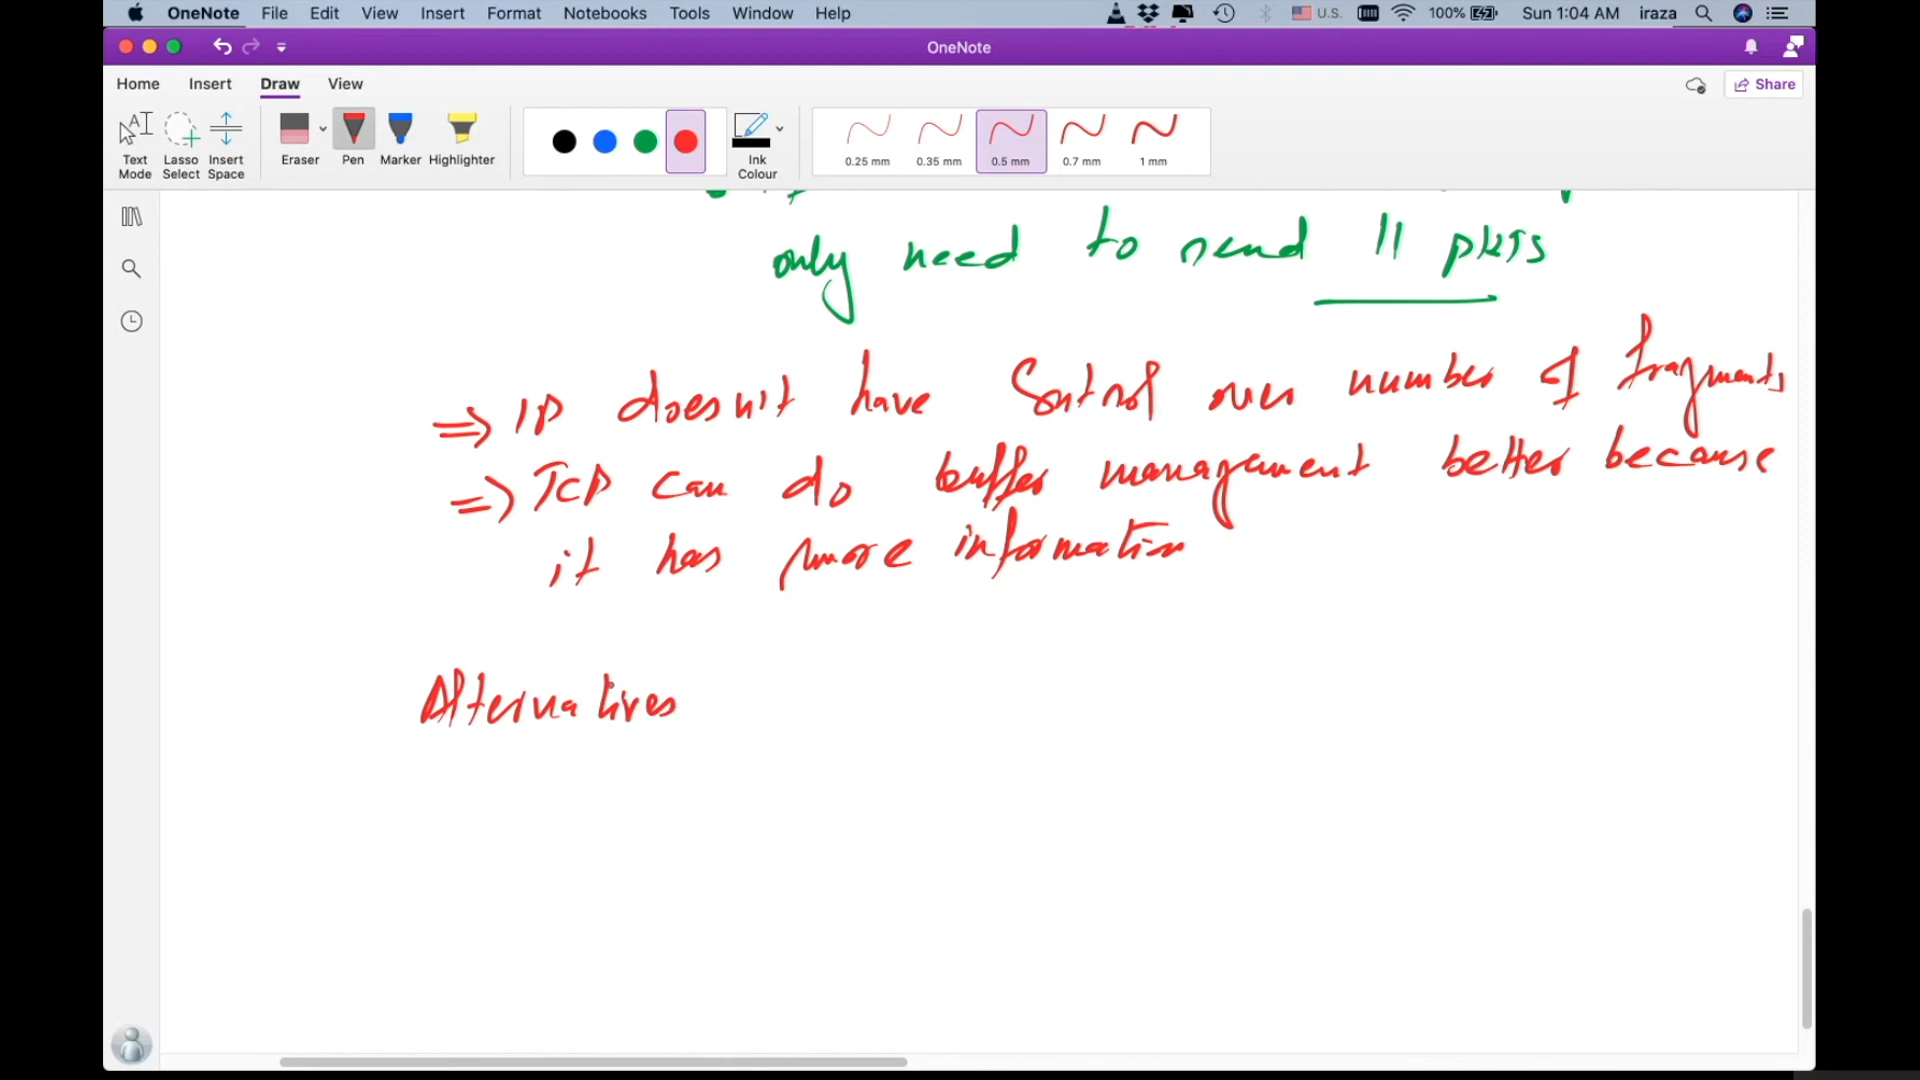 OneNote File Edit View Insert Format Notebooks Tools Window Help U.S. 100% Sun 1:04 AM iraza
OneNote
Home Insert Draw View Share
Text Mode Lasso Select Insert Space Eraser Pen Marker Highlighter Ink Colour 0.25 mm 0.35 mm 0.5 mm 0.7 mm 1 mm
only need to send 11 pkts
=> IP doesn't have Control over number of fragments
=> TCP can do buffer management better because
it has more information
Alternatives